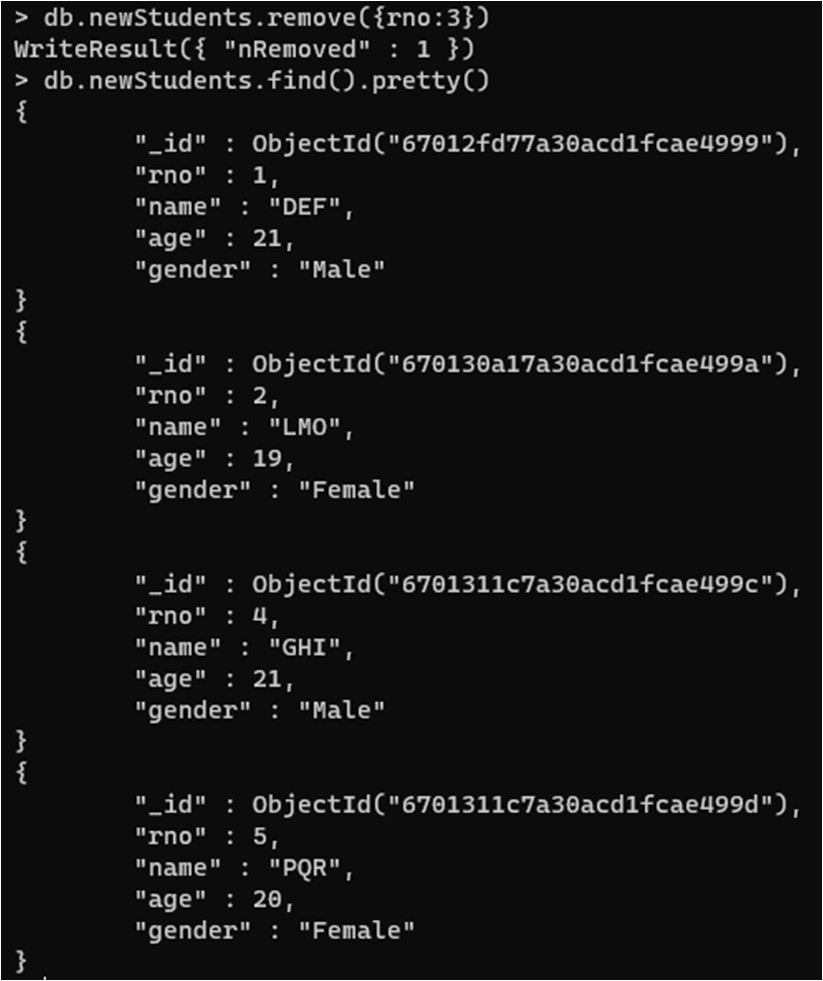 > db.newStudents.remove({rno:3})
WriteResult({ "nRemoved" : 1 })
> db.newStudents.find().pretty()
{
        "_id" : ObjectId("67012fd77a30acd1fcae4999"),
        "rno" : 1,
        "name" : "DEF",
        "age" : 21,
        "gender" : "Male"
}
{
        "_id" : ObjectId("670130a17a30acd1fcae499a"),
        "rno" : 2,
        "name" : "LMO",
        "age" : 19,
        "gender" : "Female"
}
{
        "_id" : ObjectId("6701311c7a30acd1fcae499c"),
        "rno" : 4,
        "name" : "GHI",
        "age" : 21,
        "gender" : "Male"
}
{
        "_id" : ObjectId("6701311c7a30acd1fcae499d"),
        "rno" : 5,
        "name" : "PQR",
        "age" : 20,
        "gender" : "Female"
}